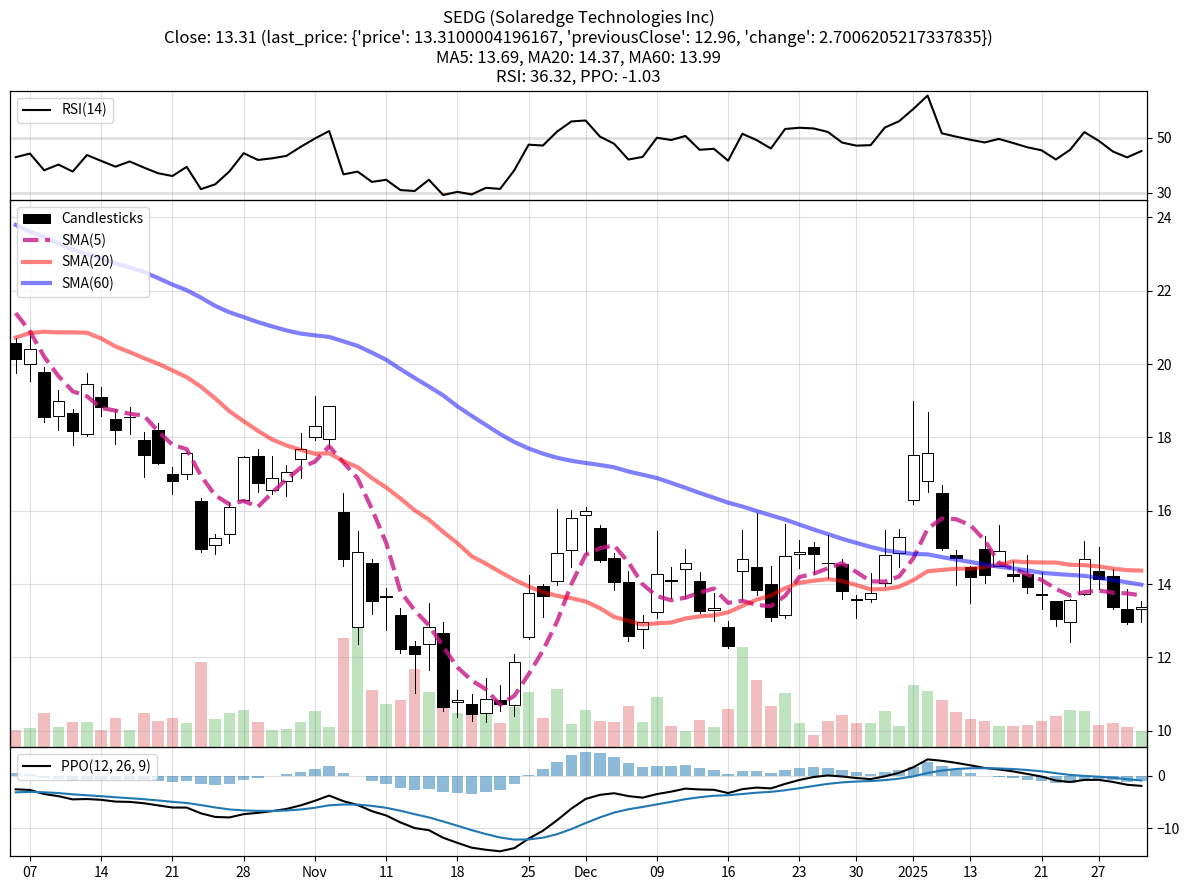 SEDG (Solaredge Technologies Inc)
Close: 13.31 (last_price: {'price': 13.3100004196167, 'previousClose': 12.96, 'change': 2.7006205217337835})
MA5: 13.69, MA20: 14.37, MA60: 13.99
RSI: 36.32, PPO: -1.03
RSI(14)
50
30
Candlesticks
SMA(5)
SMA(20)
SMA(60)
24
22
20
18
16
14
12
10
PPO(12, 26, 9)
0
−10
07 14 21 28 Nov 11 18 25 Dec 09 16 23 30 2025 13 21 27